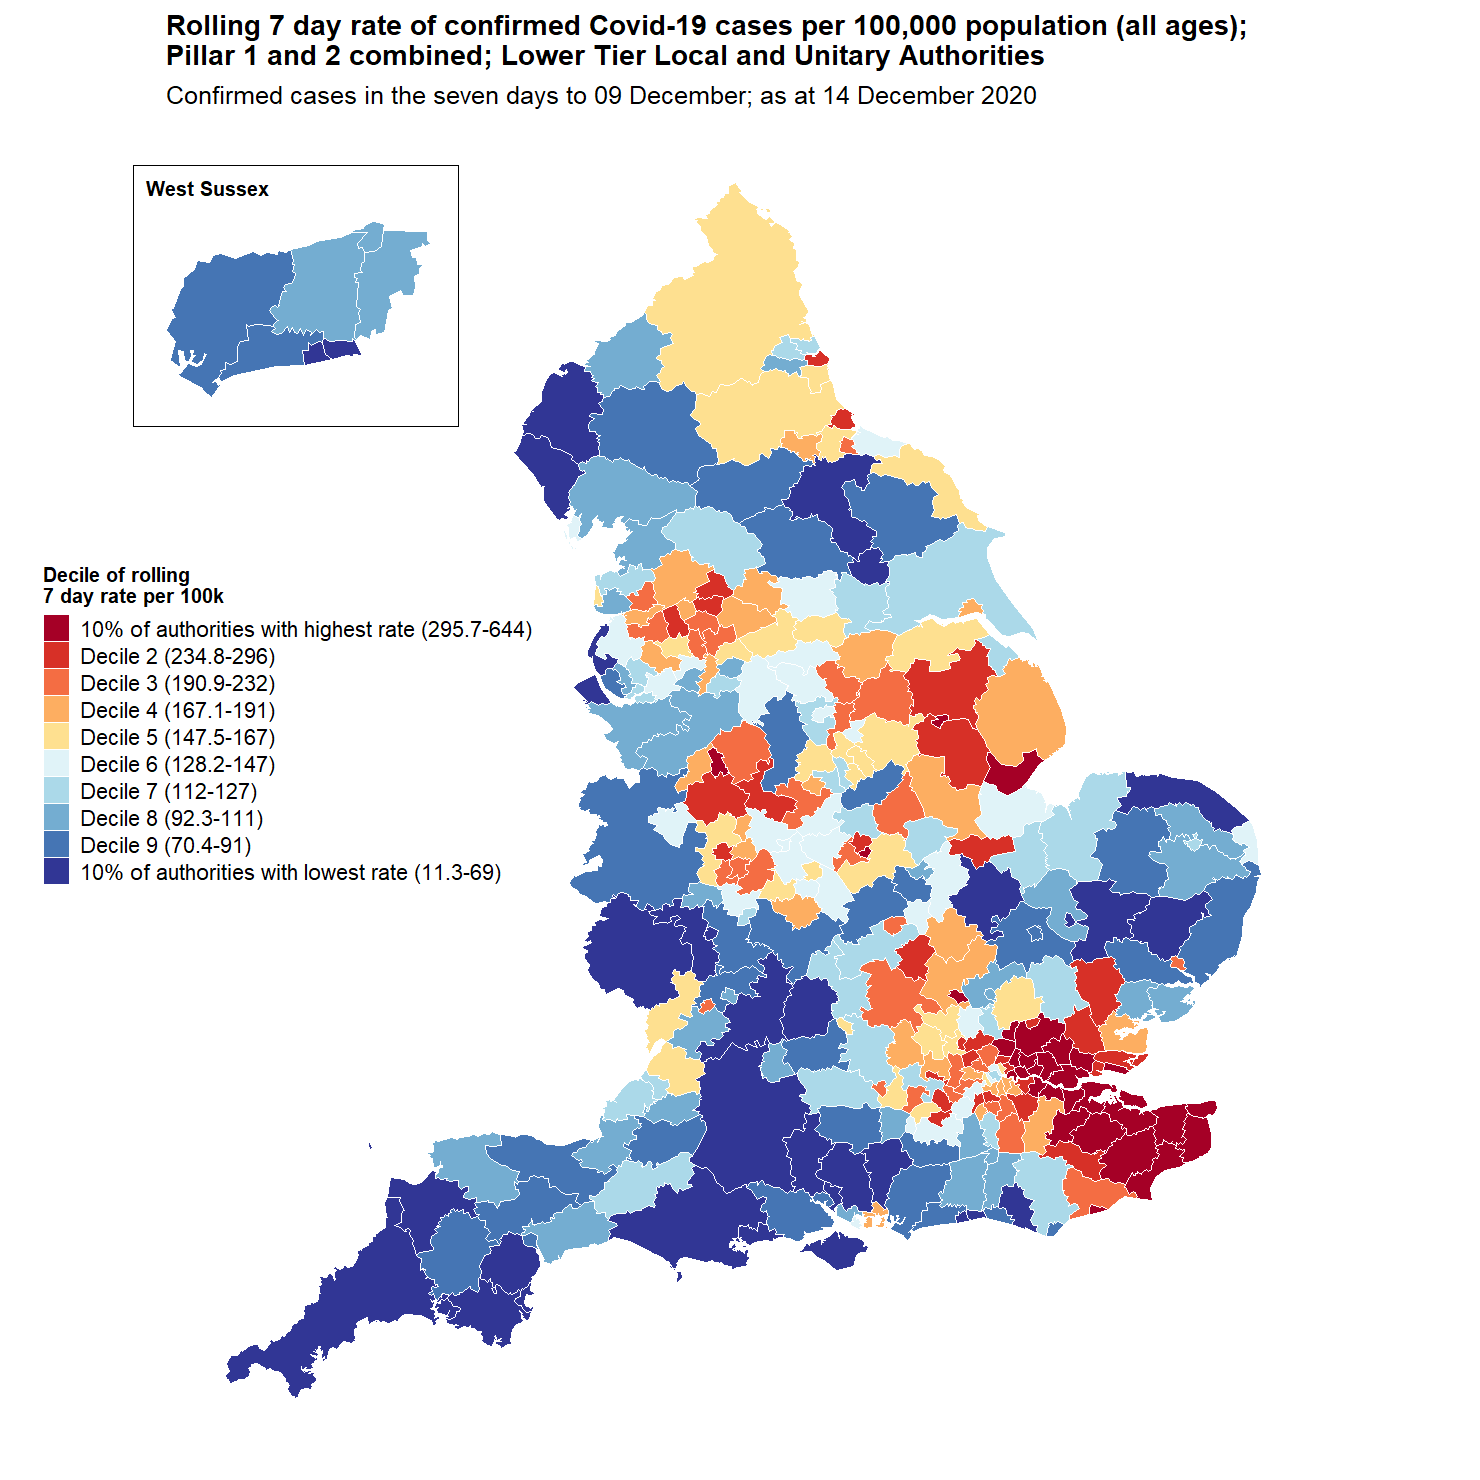 Rolling 7 day rate of confirmed Covid-19 cases per 100,000 population (all ages);
Pillar 1 and 2 combined; Lower Tier Local and Unitary Authorities
Confirmed cases in the seven days to 09 December; as at 14 December 2020
West Sussex
Decile of rolling
7 day rate per 100k
10% of authorities with highest rate (295.7-644)
Decile 2 (234.8-296)
Decile 3 (190.9-232)
Decile 4 (167.1-191)
Decile 5 (147.5-167)
Decile 6 (128.2-147)
Decile 7 (112-127)
Decile 8 (92.3-111)
Decile 9 (70.4-91)
10% of authorities with lowest rate (11.3-69)